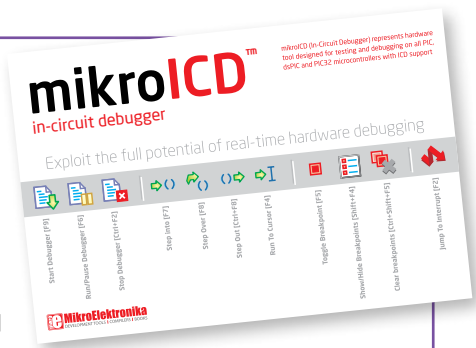 mikroICD™
in-circuit debugger
mikroICD (In-Circuit Debugger) represents hardware
tool designed for testing and debugging on all PIC,
dsPIC and PIC32 microcontrollers with ICD support
Exploit the full potential of real-time hardware debugging
Start Debugger [F9]
Run/Pause Debugger [F6]
Stop Debugger [Ctrl+F2]
Step Into [F7]
Step Over [F8]
Step Out [Ctrl+F8]
Run To Cursor [F4]
Toggle Breakpoint [F5]
Show/Hide Breakpoints [Shift+F4]
Clear breakpoints [Ctrl+Shift+F5]
Jump To Interrupt [F2]
MikroElektronika
DEVELOPMENT TOOLS | COMPILERS | BOOKS